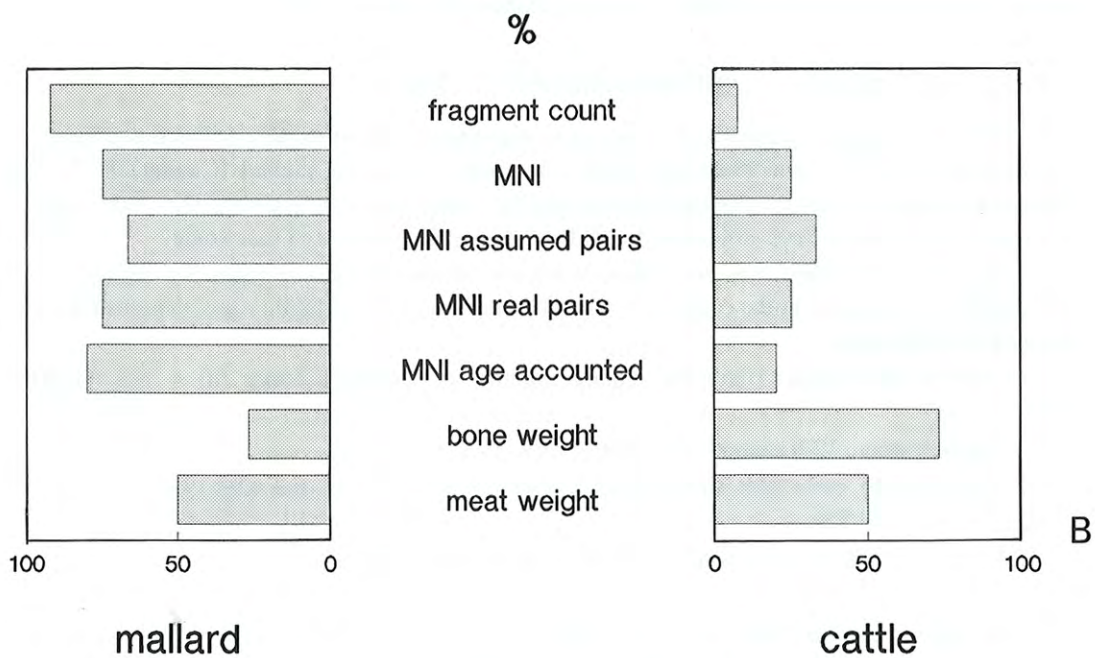 %
fragment count
MNI
MNI assumed pairs
MNI real pairs
MNI age accounted
bone weight
meat weight
B
100 50 0
0 50 100
mallard
cattle